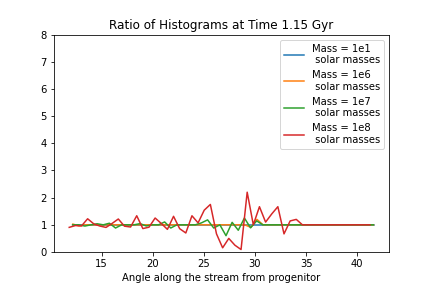 Ratio of Histograms at Time 1.15 Gyr
8
7
6
5
4
3
2
1
0
Mass = 1e1
solar masses
Mass = 1e6
solar masses
Mass = 1e7
solar masses
Mass = 1e8
solar masses
15 20 25 30 35 40
Angle along the stream from progenitor